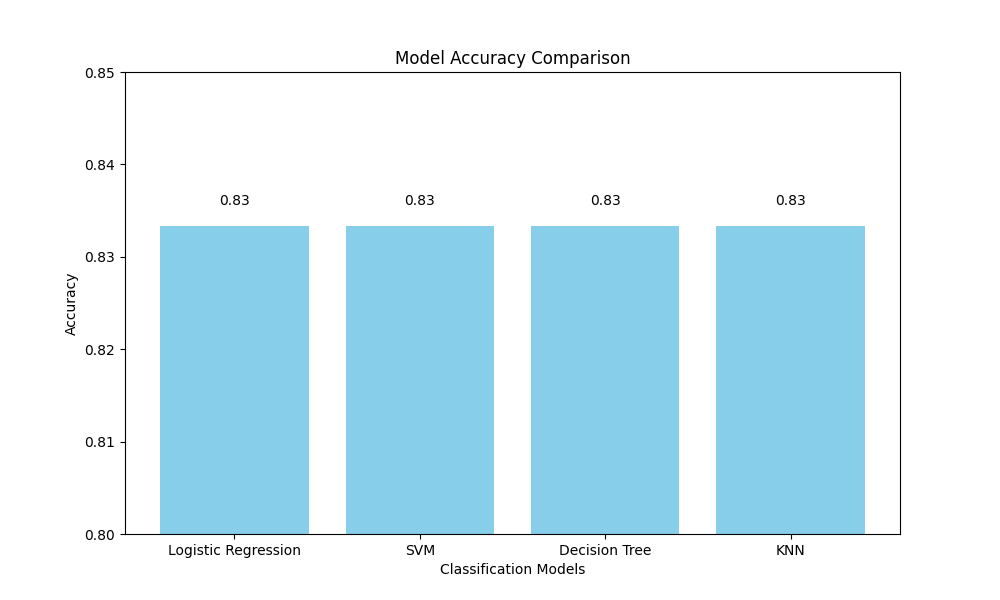 Model Accuracy Comparison
0.85
0.84
0.83
0.82
0.81
0.80
Accuracy
0.83 0.83 0.83 0.83
Logistic Regression SVM Decision Tree KNN
Classification Models